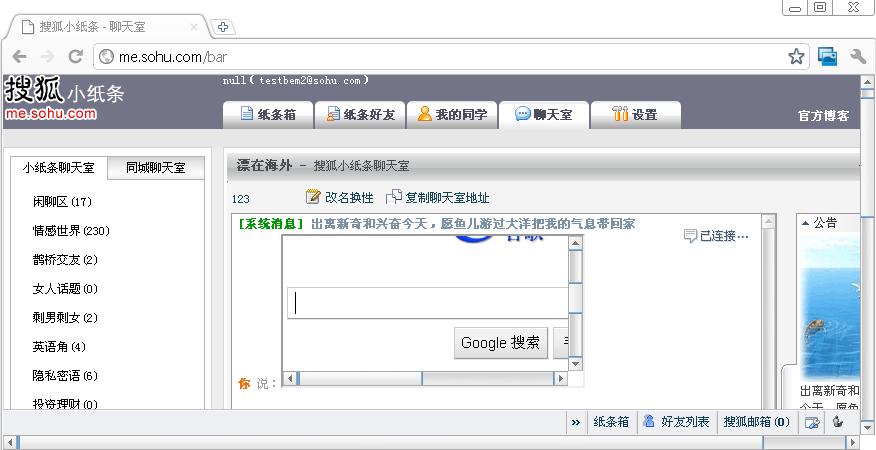 搜狐小纸条 - 聊天室
me.sohu.com/bar
搜狐小纸条
me.sohu.com
null(testbem2@sohu.com)
纸条箱 纸条好友 我的同学 聊天室 设置
官方博客
小纸条聊天室 同城聊天室
闲聊区(17)
情感世界(230)
鹊桥交友(2)
女人话题(0)
剩男剩女(2)
英语角(4)
隐私密语(6)
投资理财(0)
漂在海外 - 搜狐小纸条聊天室
123 改名换性 复制聊天室地址
[系统消息] 出离新奇和兴奋今天，愿鱼儿游过大洋把我的气息带回家
已连接…
Google 搜索
你 说：
公告
出离新奇和
今天，愿鱼
» 纸条箱 好友列表 搜狐邮箱(0)